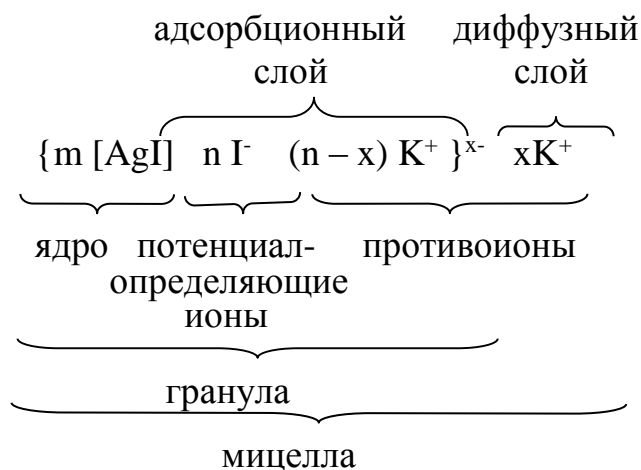 адсорбционный диффузный
слой слой
{m [AgI] n I⁻ (n – x) K⁺ }ˣ⁻ xK⁺
ядро потенциал- противоионы
определяющие
ионы
гранула
мицелла